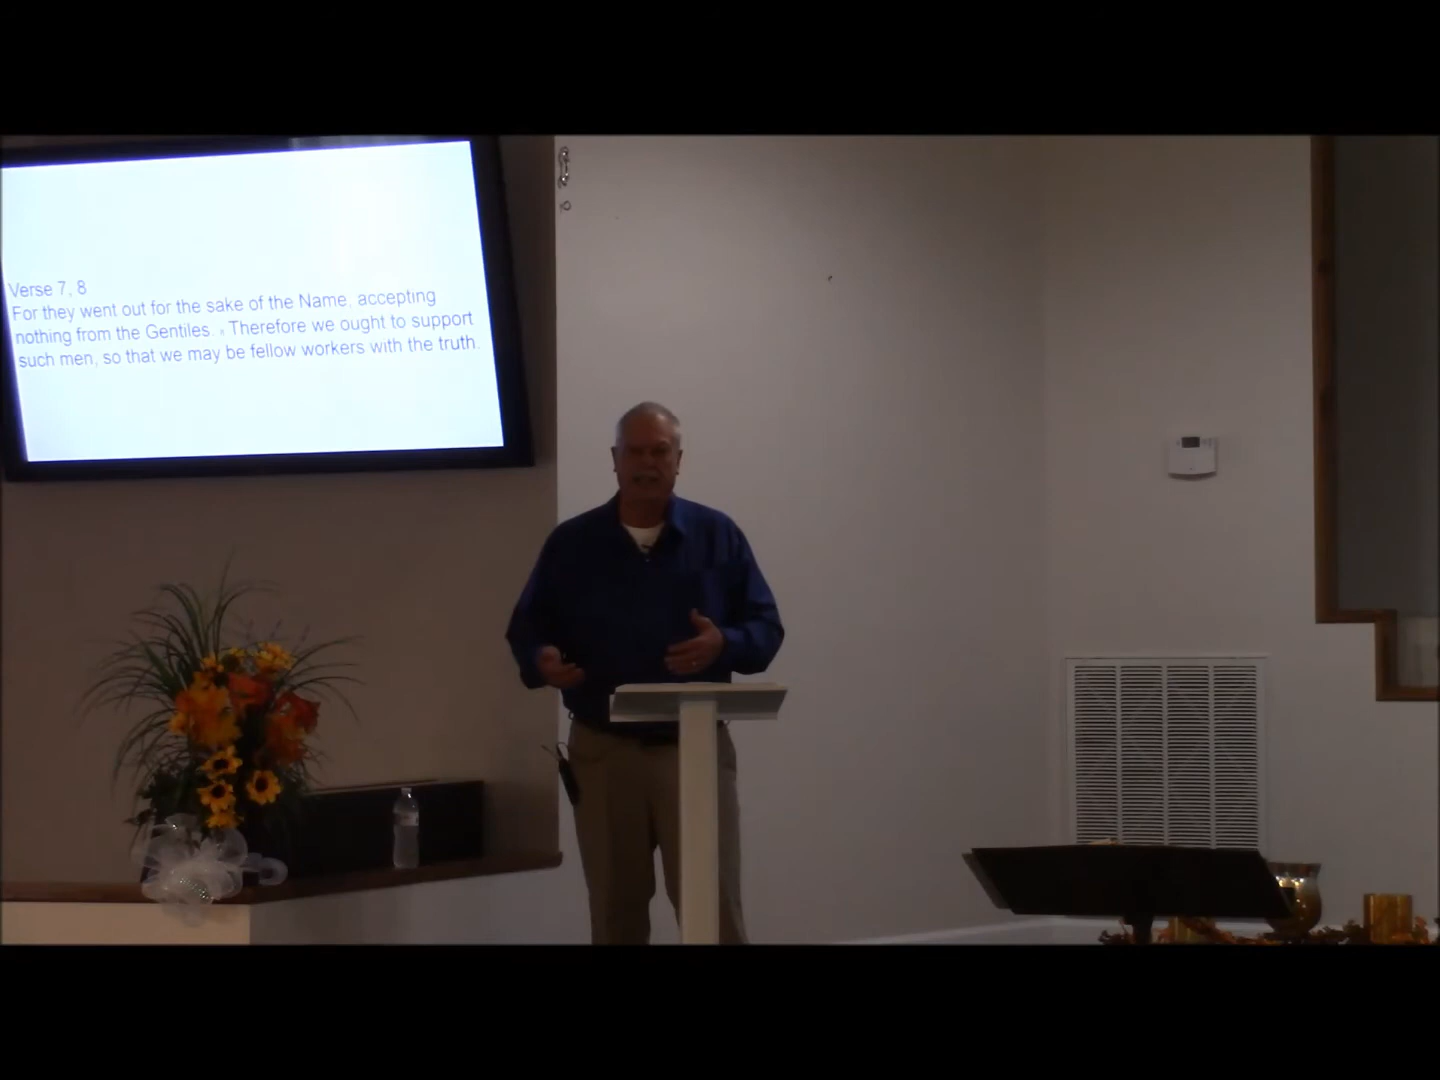 Verse 7, 8
For they went out for the sake of the Name, accepting
nothing from the Gentiles. 8 Therefore we ought to support
such men, so that we may be fellow workers with the truth.